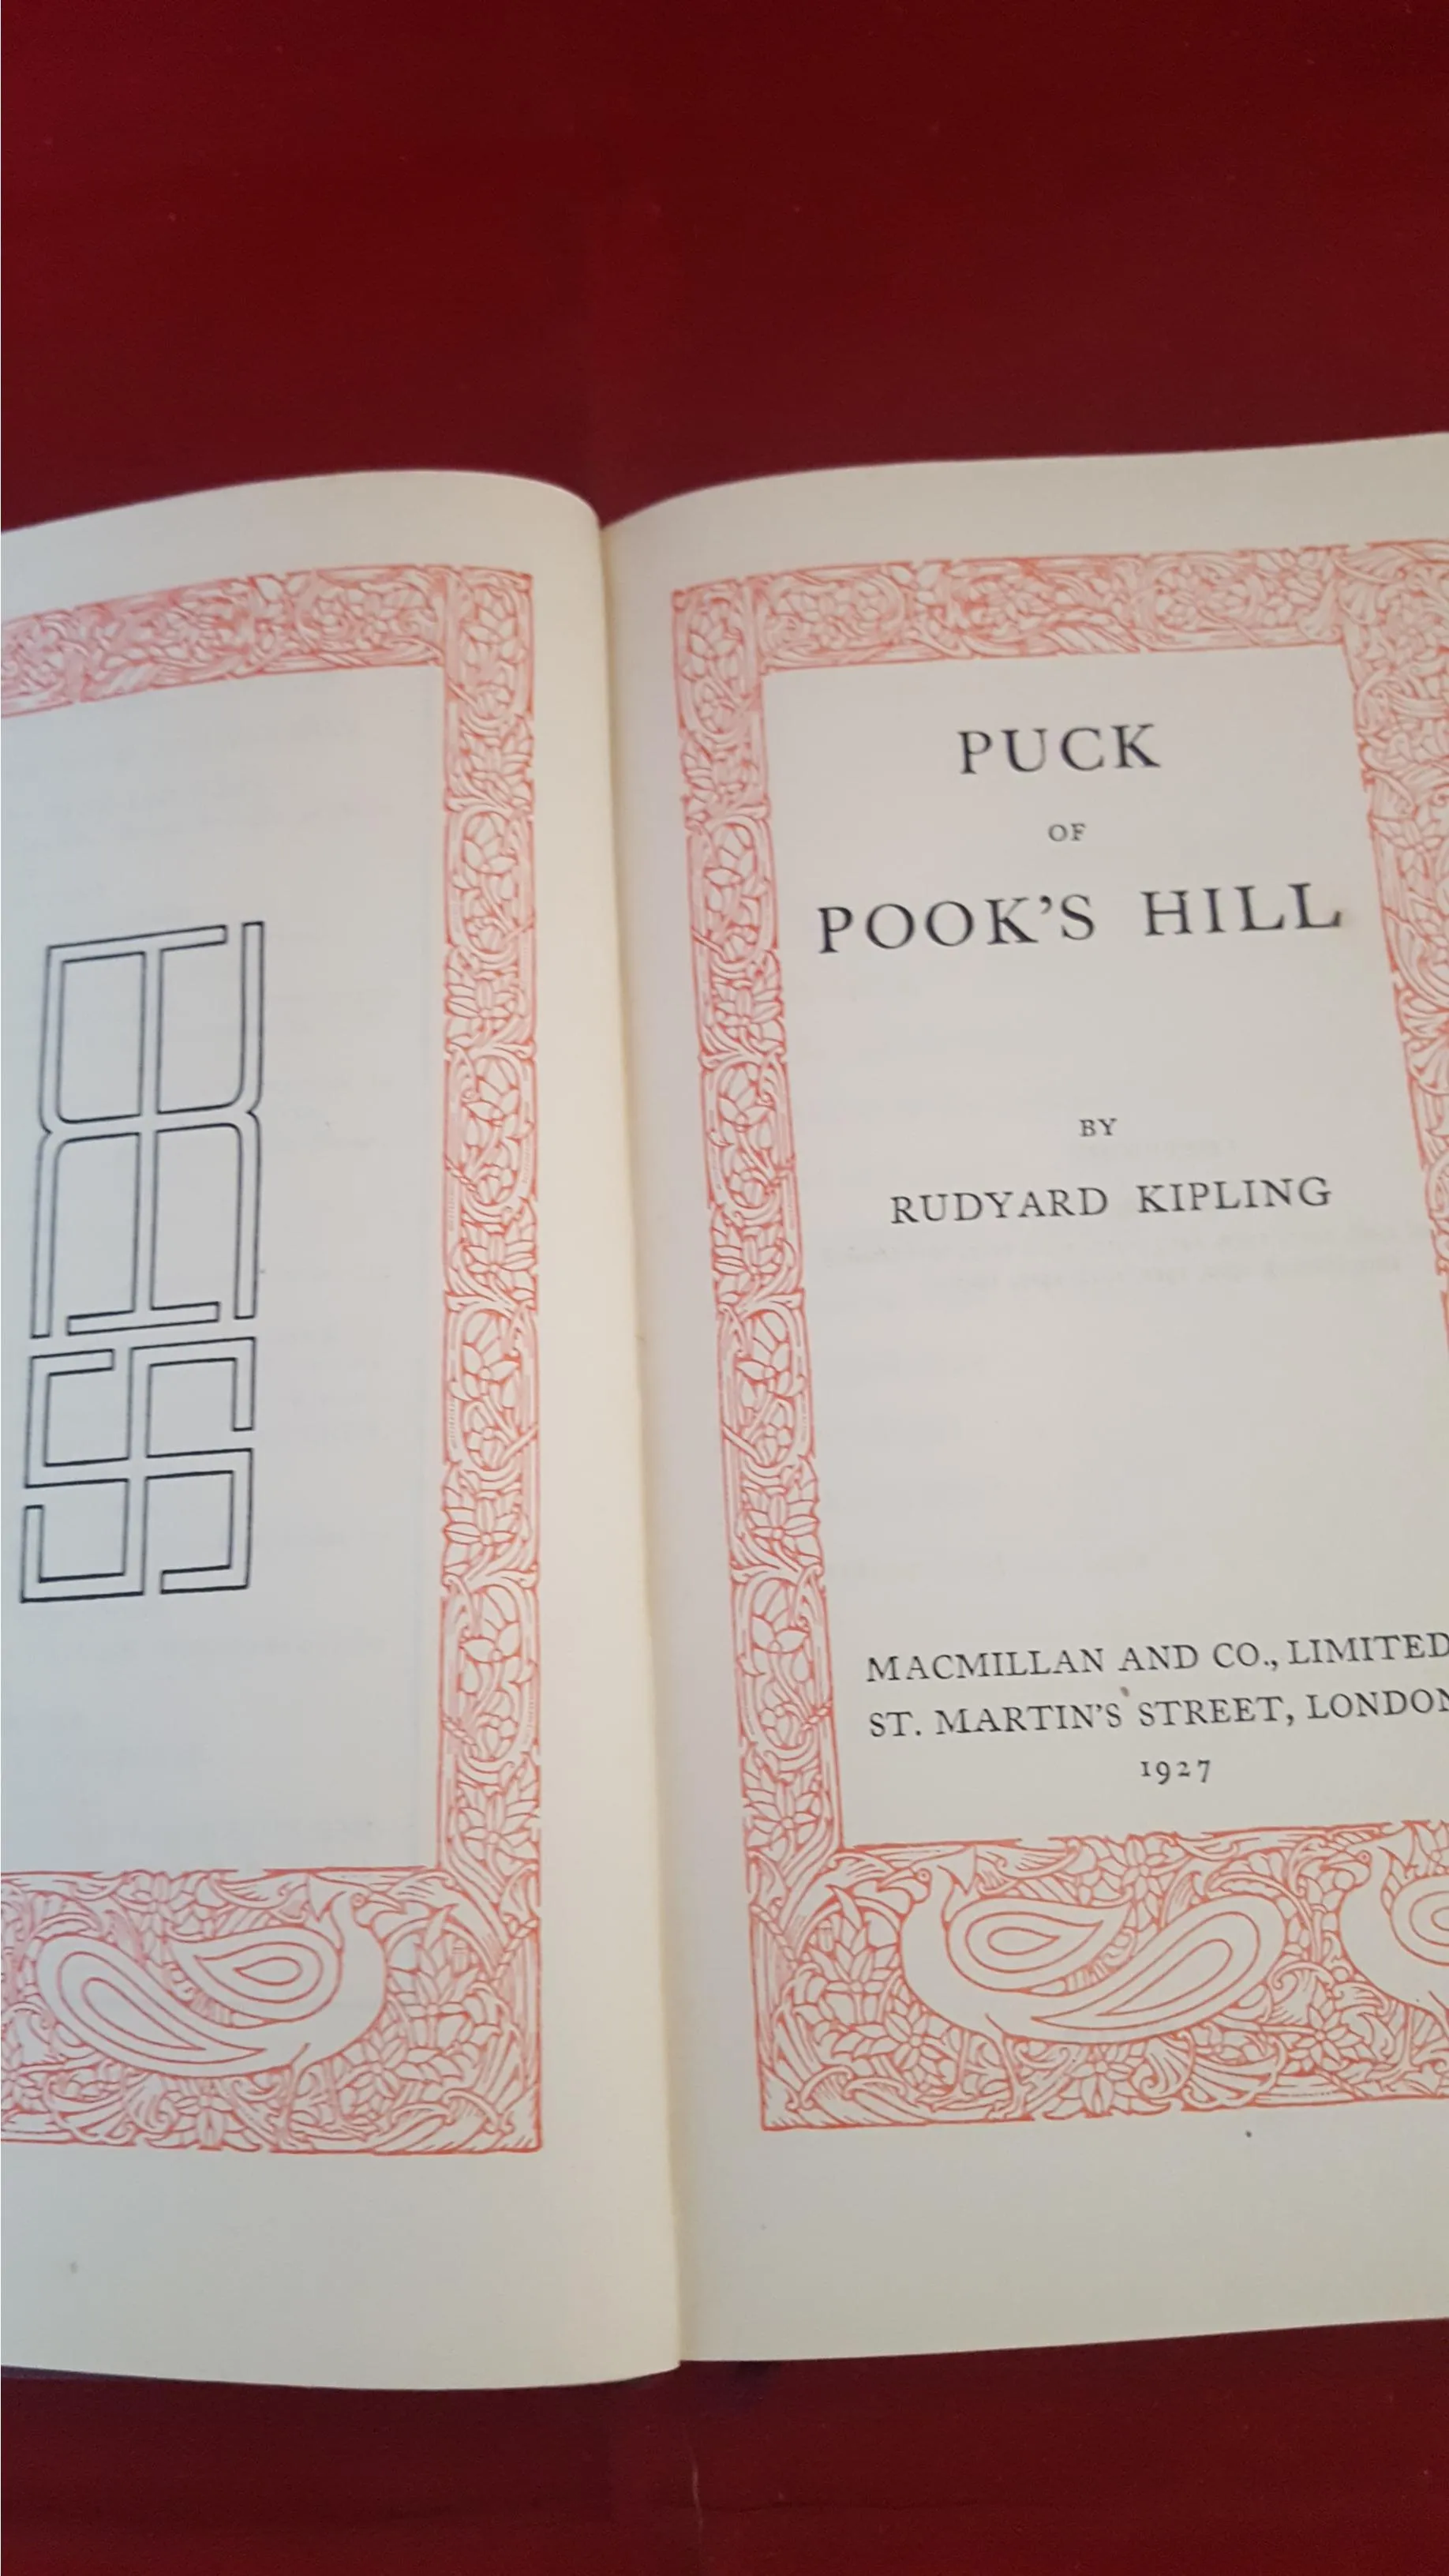 PUCK
OF
POOK'S HILL
BY
RUDYARD KIPLING
MACMILLAN AND CO., LIMITED
ST. MARTIN'S STREET, LONDON
1927